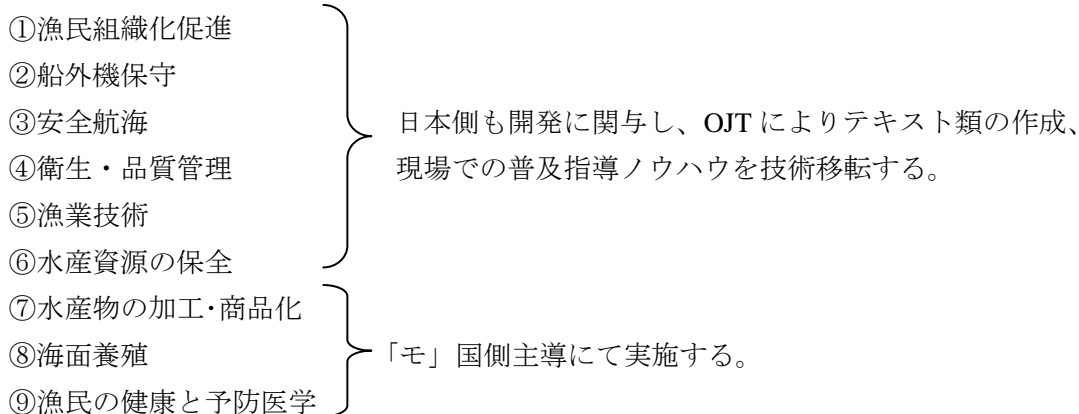 ①漁民組織化促進
②船外機保守
③安全航海
④衛生・品質管理
⑤漁業技術
⑥水産資源の保全
日本側も開発に関与し、OJT によりテキスト類の作成、
現場での普及指導ノウハウを技術移転する。
⑦水産物の加工･商品化
⑧海面養殖
⑨漁民の健康と予防医学
「モ」国側主導にて実施する。